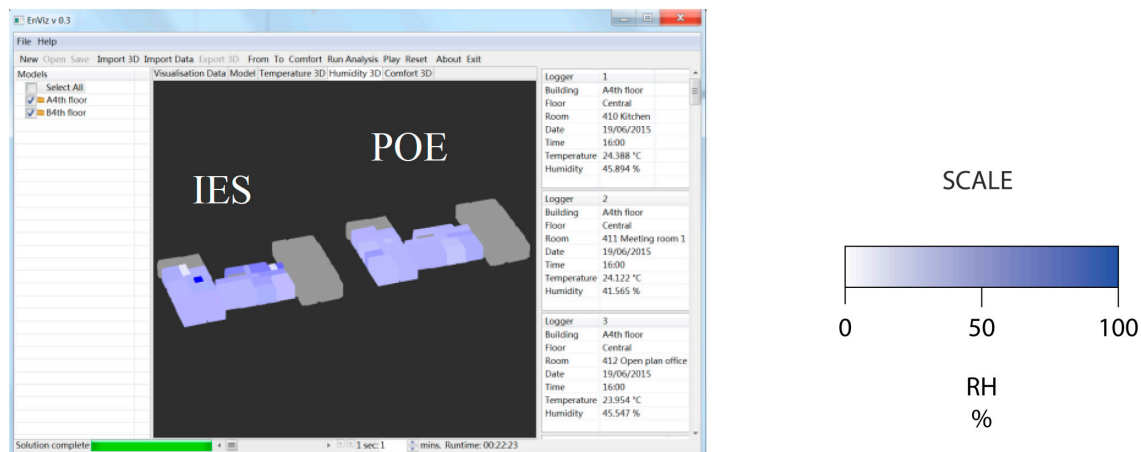 EnViz v 0.3
File Help
New Open Save Import 3D Import Data Export 3D From To Comfort Run Analysis Play Reset About Exit
Models
Select All
A4th floor
B4th floor
Visualisation Data Model Temperature 3D Humidity 3D Comfort 3D
IES
POE
Logger 1
Building A4th floor
Floor Central
Room 410 Kitchen
Date 19/06/2015
Time 16:00
Temperature 24.388 °C
Humidity 45.894 %
Logger 2
Building A4th floor
Floor Central
Room 411 Meeting room 1
Date 19/06/2015
Time 16:00
Temperature 24.122 °C
Humidity 41.565 %
Logger 3
Building A4th floor
Floor Central
Room 412 Open plan office
Date 19/06/2015
Time 16:00
Temperature 23.954 °C
Humidity 45.547 %
Solution complete
1 sec: 1 mins. Runtime: 00:22:23
SCALE
0 50 100
RH
%